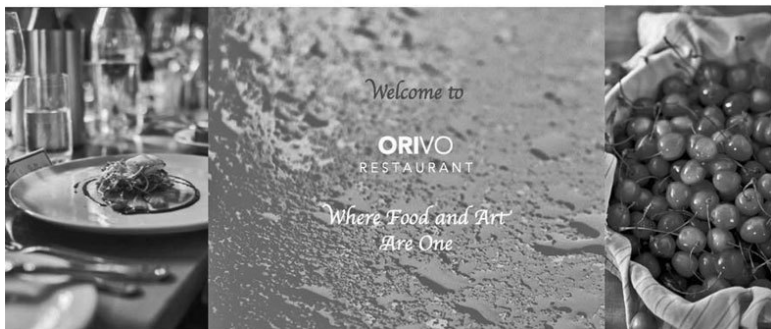 Welcome to
ORIVO
RESTAURANT
Where Food and Art
Are One